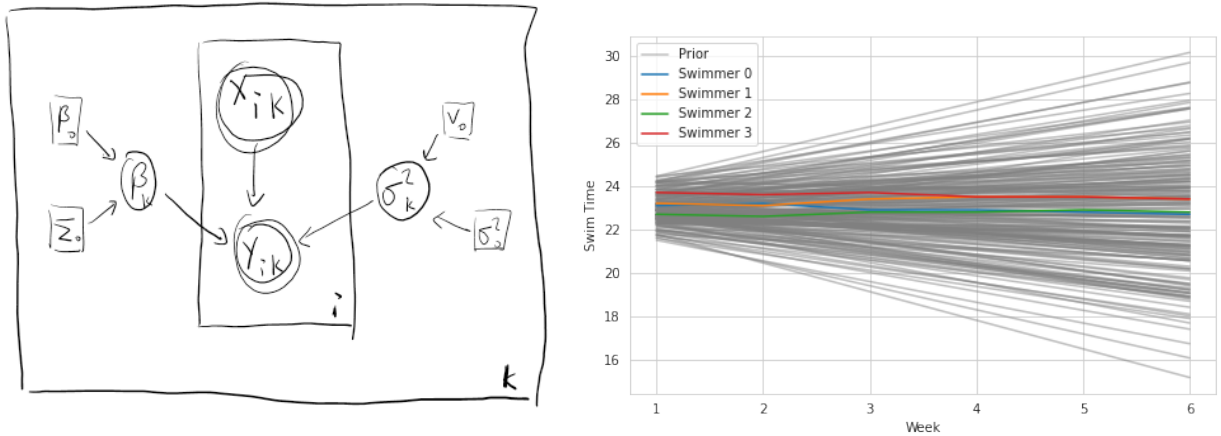 β₀
Σ₀
βₖ
Xᵢₖ
Yᵢₖ
i
ν₀
σ²ₖ
σ²₀
k
30
28
26
24
22
20
18
16
Swim Time
Prior
Swimmer 0
Swimmer 1
Swimmer 2
Swimmer 3
1 2 3 4 5 6
Week